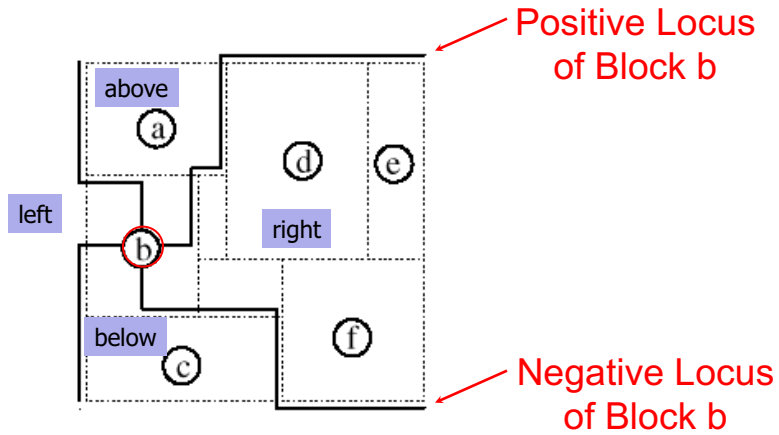 Positive Locus
of Block b
above
a
d
e
left
right
b
below
f
c
Negative Locus
of Block b